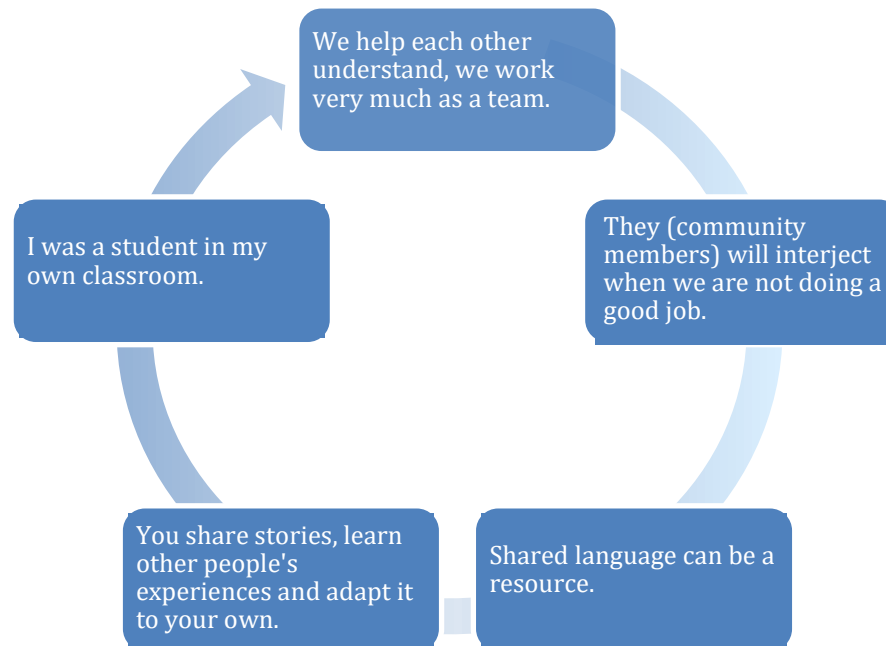 We help each other
understand, we work
very much as a team.
They (community
members) will interject
when we are not doing a
good job.
Shared language can be a
resource.
You share stories, learn
other people's
experiences and adapt it
to your own.
I was a student in my
own classroom.